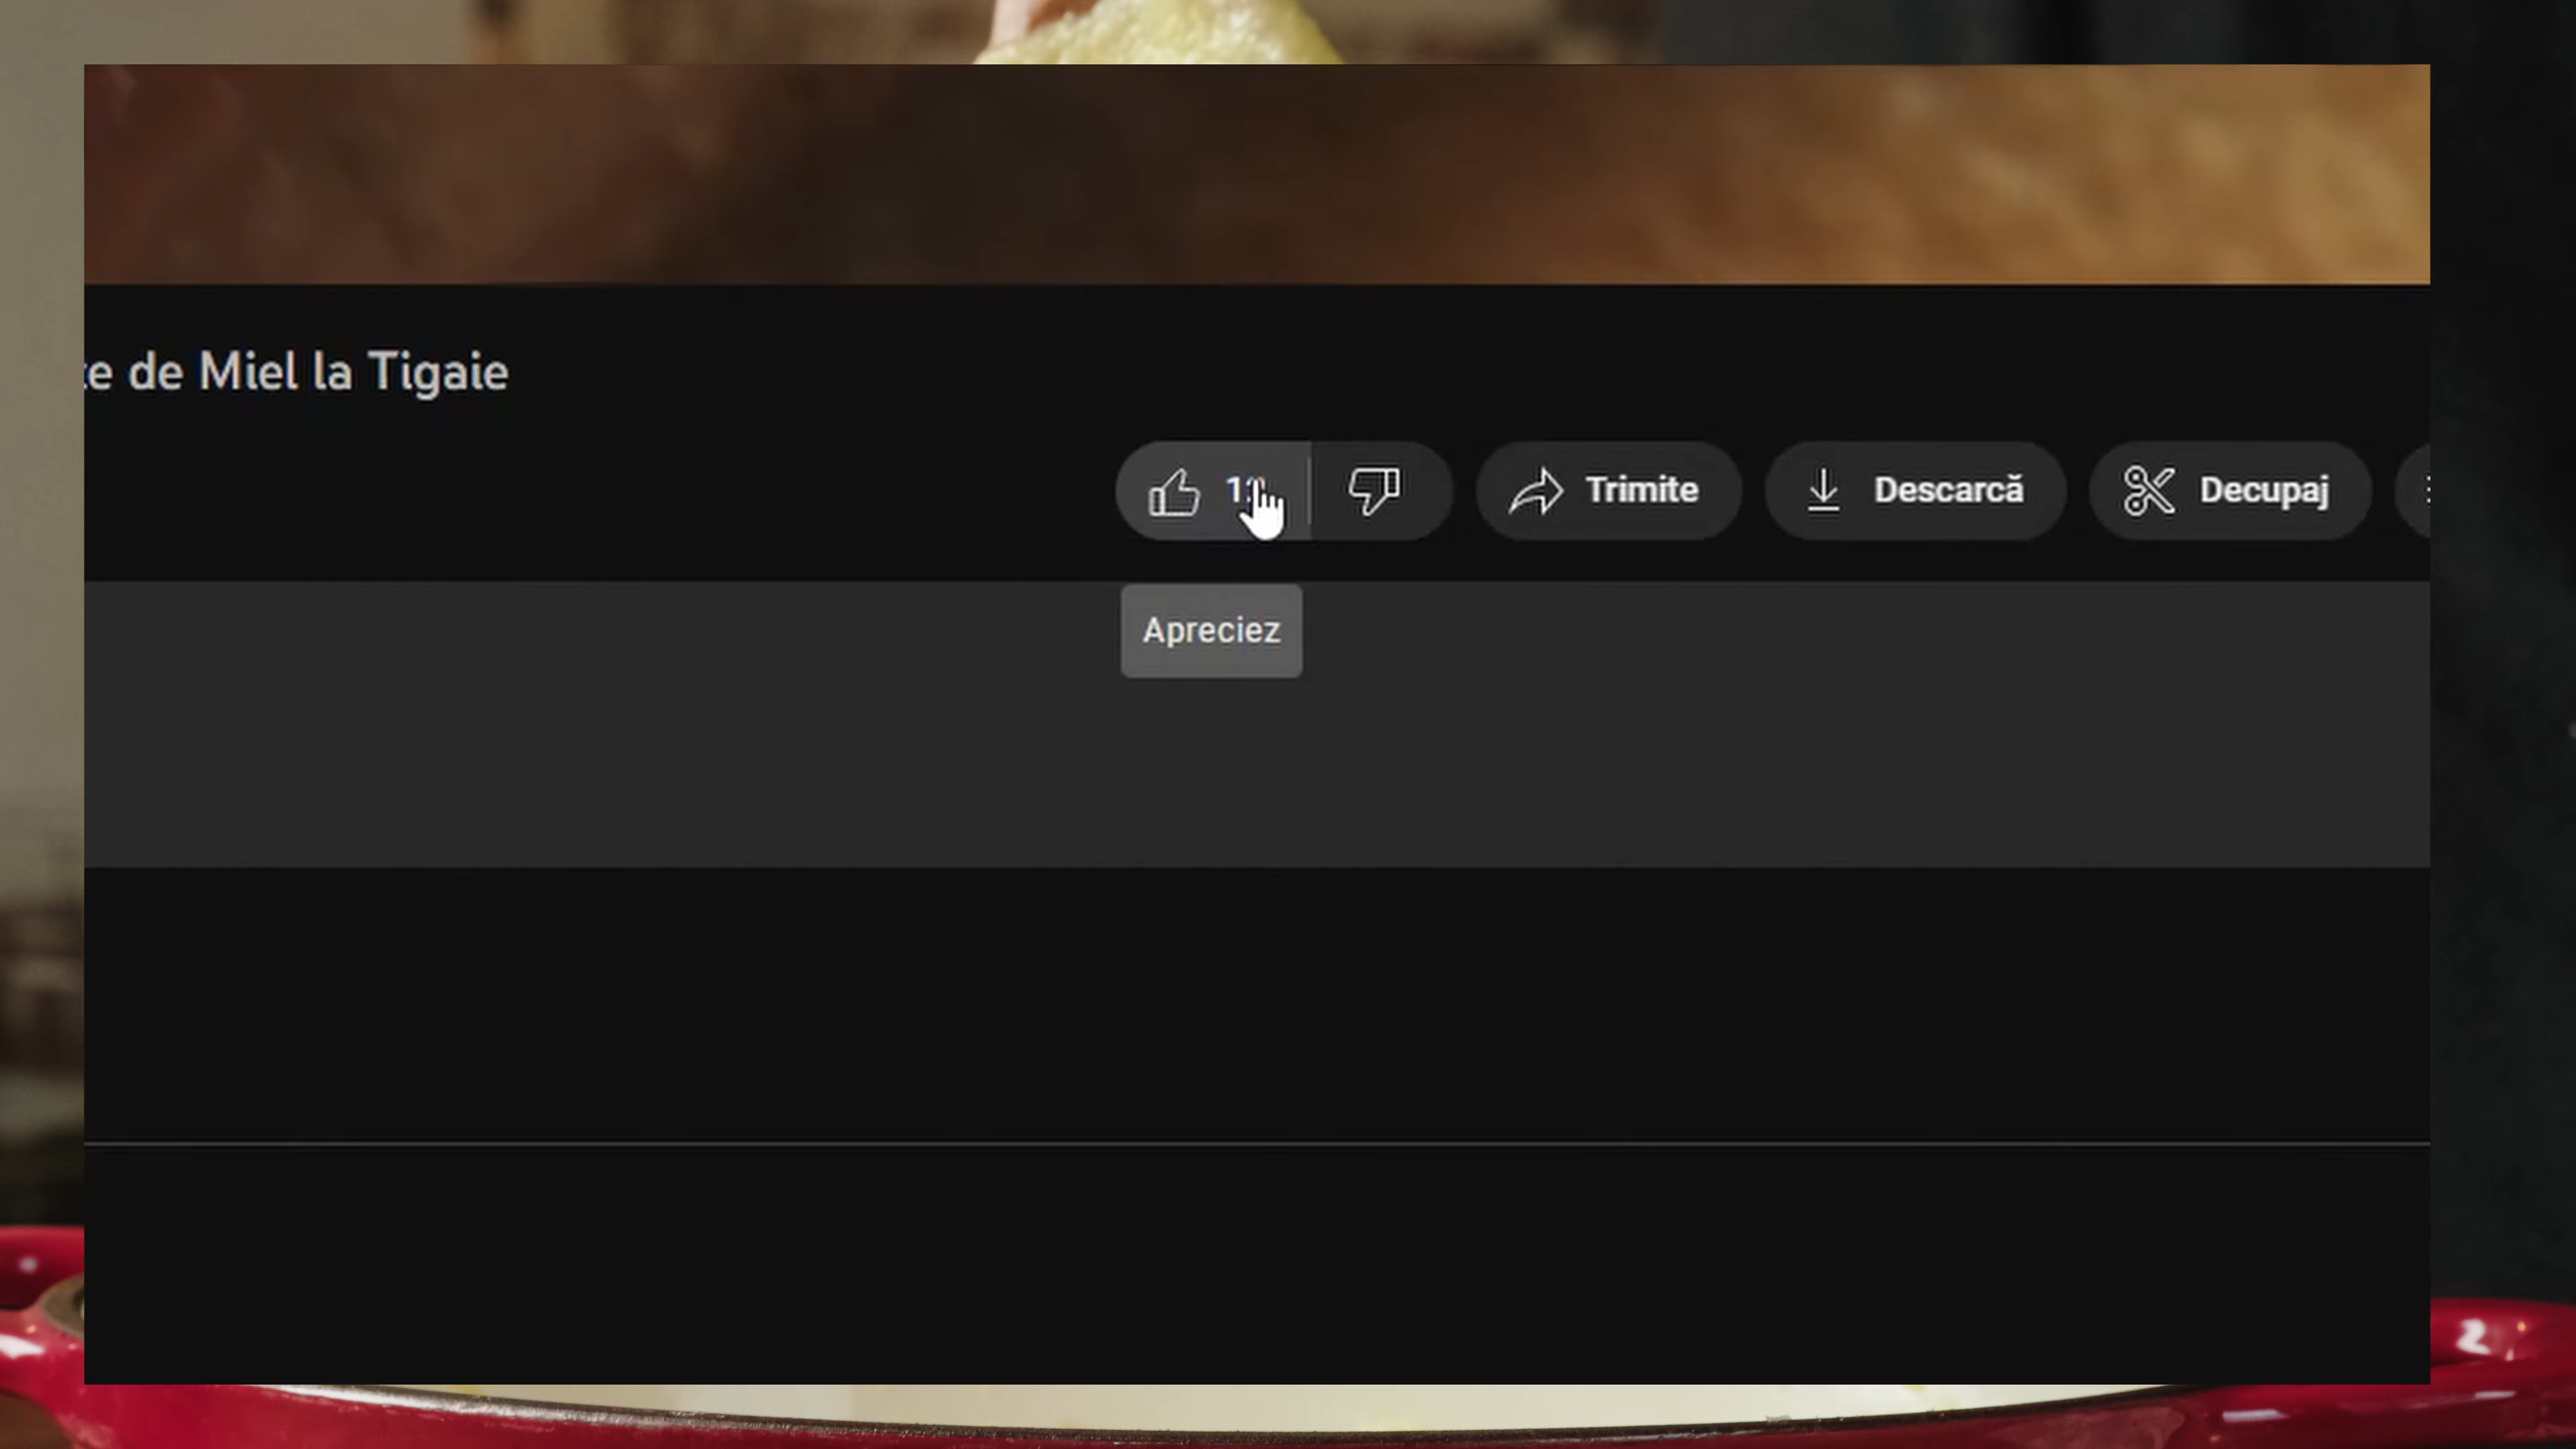 de Miel la Tigaie
Trimite
Descarcă
Decupaj
Apreciez